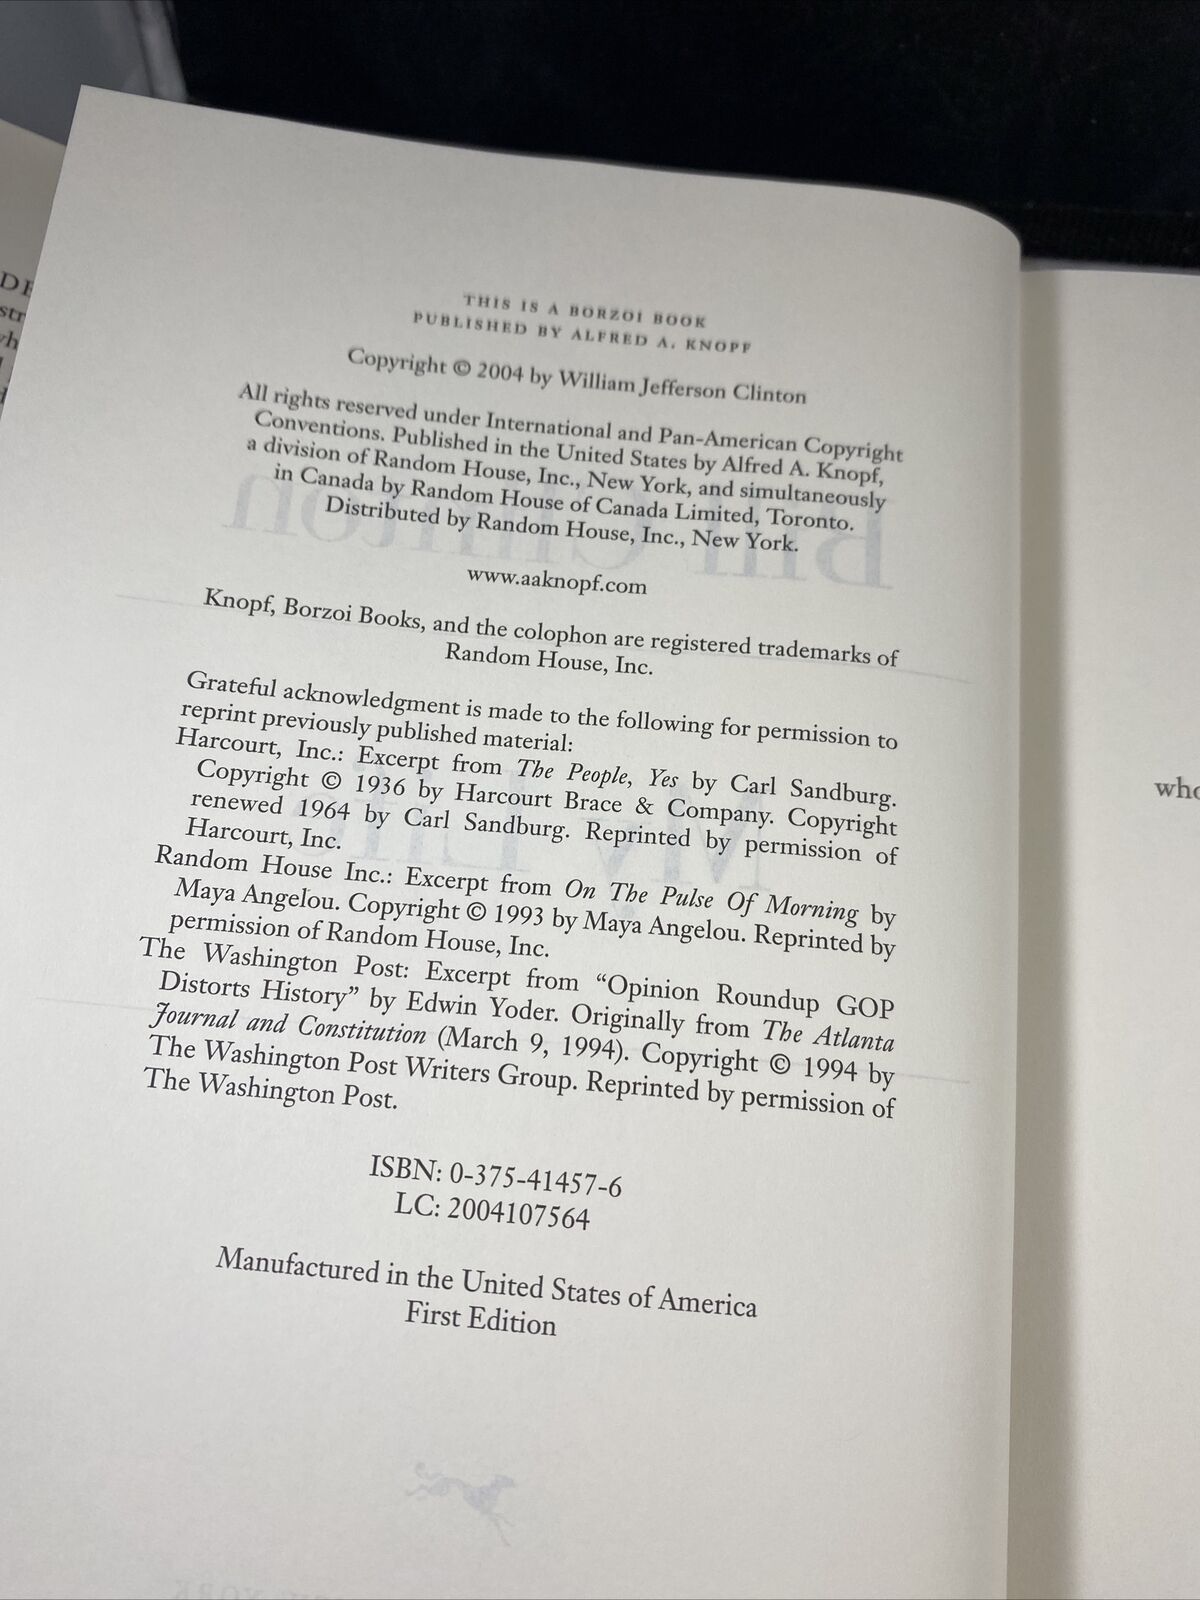 THIS IS A BORZOI BOOK
PUBLISHED BY ALFRED A. KNOPF
Copyright © 2004 by William Jefferson Clinton
All rights reserved under International and Pan-American Copyright
Conventions. Published in the United States by Alfred A. Knopf,
a division of Random House, Inc., New York, and simultaneously
in Canada by Random House of Canada Limited, Toronto.
Distributed by Random House, Inc., New York.
www.aaknopf.com
Knopf, Borzoi Books, and the colophon are registered trademarks of
Random House, Inc.
Grateful acknowledgment is made to the following for permission to
reprint previously published material:
Harcourt, Inc.: Excerpt from The People, Yes by Carl Sandburg.
Copyright © 1936 by Harcourt Brace & Company. Copyright
renewed 1964 by Carl Sandburg. Reprinted by permission of
Harcourt, Inc.
Random House Inc.: Excerpt from On The Pulse Of Morning by
Maya Angelou. Copyright © 1993 by Maya Angelou. Reprinted by
permission of Random House, Inc.
The Washington Post: Excerpt from “Opinion Roundup GOP
Distorts History” by Edwin Yoder. Originally from The Atlanta
Journal and Constitution (March 9, 1994). Copyright © 1994 by
The Washington Post Writers Group. Reprinted by permission of
The Washington Post.
ISBN: 0-375-41457-6
LC: 2004107564
Manufactured in the United States of America
First Edition
Bill Clinton
My Life